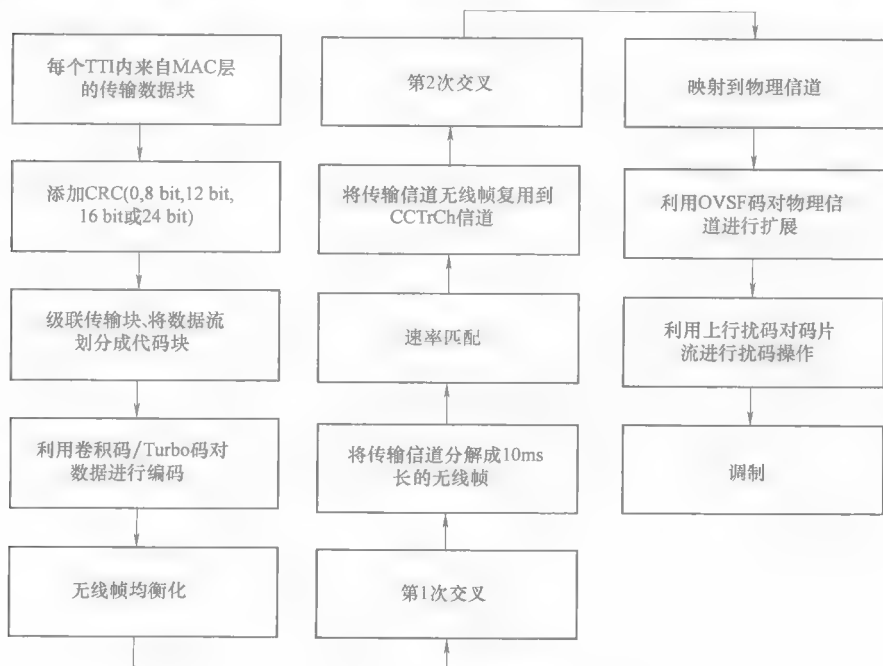 每个TTI内来自MAC层
的传输数据块
添加CRC(0,8 bit,12 bit,
16 bit或24 bit)
级联传输块、将数据流
划分成代码块
利用卷积码/Turbo码对
数据进行编码
无线帧均衡化
第1次交叉
将传输信道分解成10ms
长的无线帧
速率匹配
将传输信道无线帧复用到
CCTrCh信道
第2次交叉
映射到物理信道
利用OVSF码对物理信
道进行扩展
利用上行扰码对码片
流进行扰码操作
调制